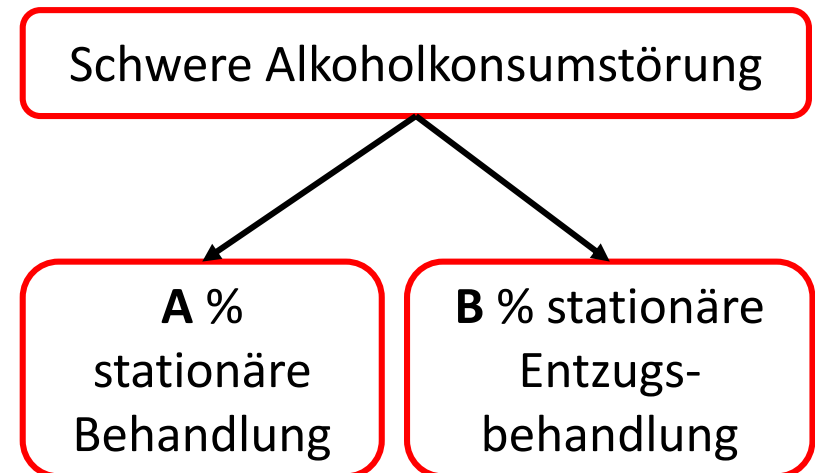 Schwere Alkoholkonsumstörung
A %
stationäre
Behandlung
B % stationäre
Entzugs-
behandlung